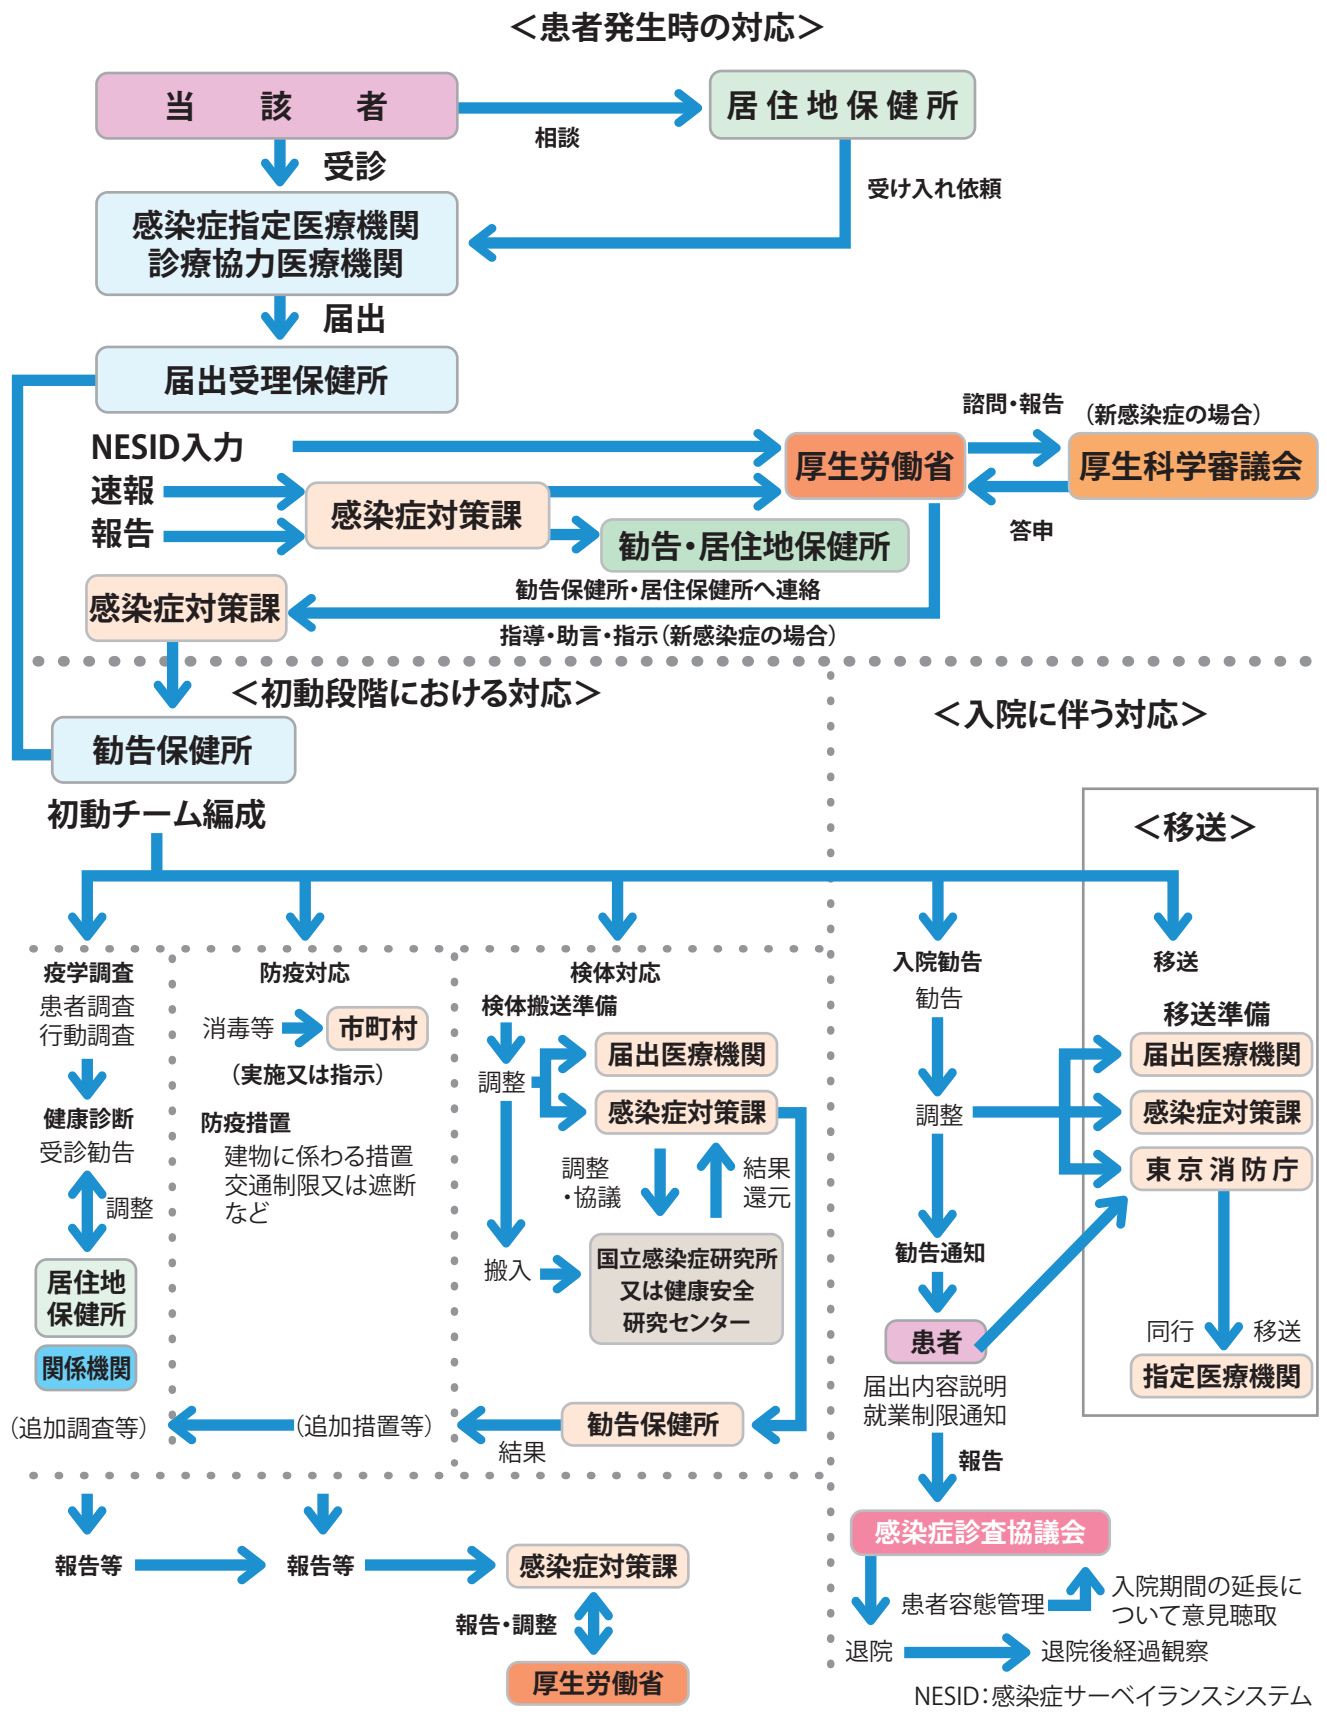 ＜患者発生時の対応＞
当該者
居住地保健所
相談
受診
受け入れ依頼
感染症指定医療機関
診療協力医療機関
届出
届出受理保健所
NESID入力
速報
報告
感染症対策課
厚生労働省
諮問・報告
（新感染症の場合）
厚生科学審議会
答申
勧告・居住地保健所
勧告保健所・居住保健所へ連絡
感染症対策課
指導・助言・指示（新感染症の場合）
＜初動段階における対応＞
勧告保健所
初動チーム編成
疫学調査
患者調査
行動調査
健康診断
受診勧告
調整
居住地
保健所
関係機関
（追加調査等）
防疫対応
消毒等
市町村
（実施又は指示）
防疫措置
建物に係わる措置
交通制限又は遮断
など
（追加措置等）
検体対応
検体搬送準備
調整
届出医療機関
感染症対策課
調整
・協議
結果
還元
搬入
国立感染症研究所
又は健康安全
研究センター
勧告保健所
結果
報告等
報告等
感染症対策課
報告・調整
厚生労働省
＜入院に伴う対応＞
入院勧告
勧告
調整
勧告通知
患者
届出内容説明
就業制限通知
報告
感染症診査協議会
患者容態管理
入院期間の延長に
ついて意見聴取
退院
退院後経過観察
＜移送＞
移送
移送準備
届出医療機関
感染症対策課
東京消防庁
同行
移送
指定医療機関
NESID：感染症サーベイランスシステム